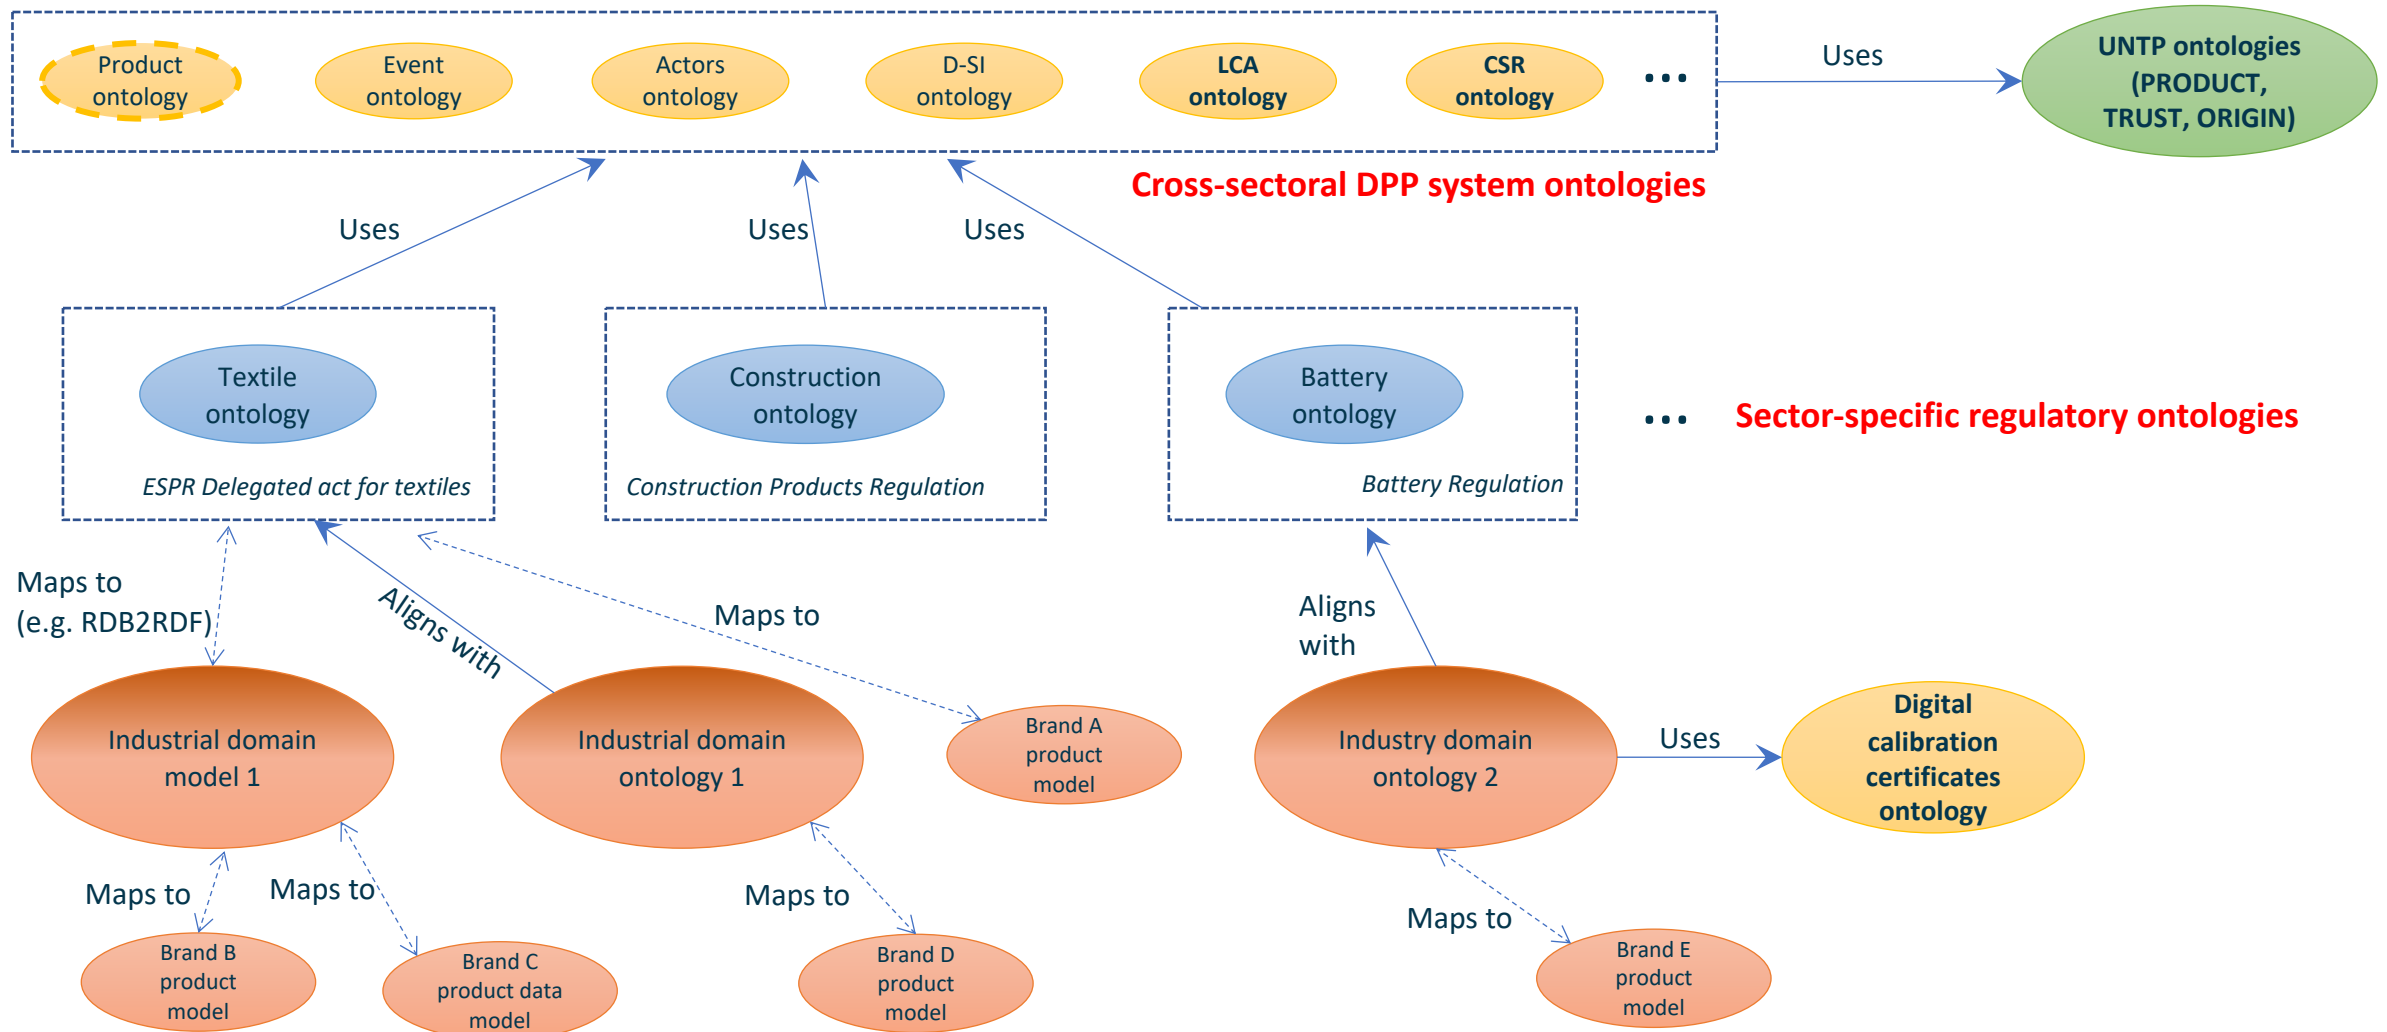 Product
ontology
Event
ontology
Actors
ontology
D-SI
ontology
LCA
ontology
CSR
ontology
...
Uses
UNTP ontologies
(PRODUCT,
TRUST, ORIGIN)
Cross-sectoral DPP system ontologies
Uses
Uses
Uses
Textile
ontology
ESPR Delegated act for textiles
Construction
ontology
Construction Products Regulation
Battery
ontology
Battery Regulation
...
Sector-specific regulatory ontologies
Maps to
(e.g. RDB2RDF)
Aligns with
Maps to
Aligns
with
Industrial domain
model 1
Industrial domain
ontology 1
Brand A
product
model
Industry domain
ontology 2
Uses
Digital
calibration
certificates
ontology
Maps to
Maps to
Maps to
Maps to
Brand B
product
model
Brand C
product data
model
Brand D
product
model
Brand E
product
model